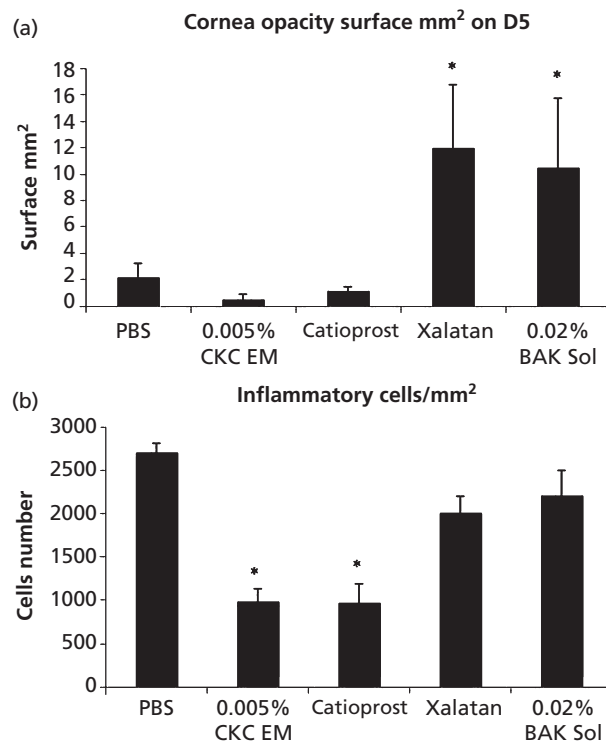 (a)
Cornea opacity surface mm² on D5
18
16
14
12
10
8
6
4
2
0
Surface mm²
*
*
PBS
0.005%
CKC EM
Catioprost
Xalatan
0.02%
BAK Sol
(b)
Inflammatory cells/mm²
3000
2500
2000
1500
1000
500
0
Cells number
*
*
PBS
0.005%
CKC EM
Catioprost
Xalatan
0.02%
BAK Sol